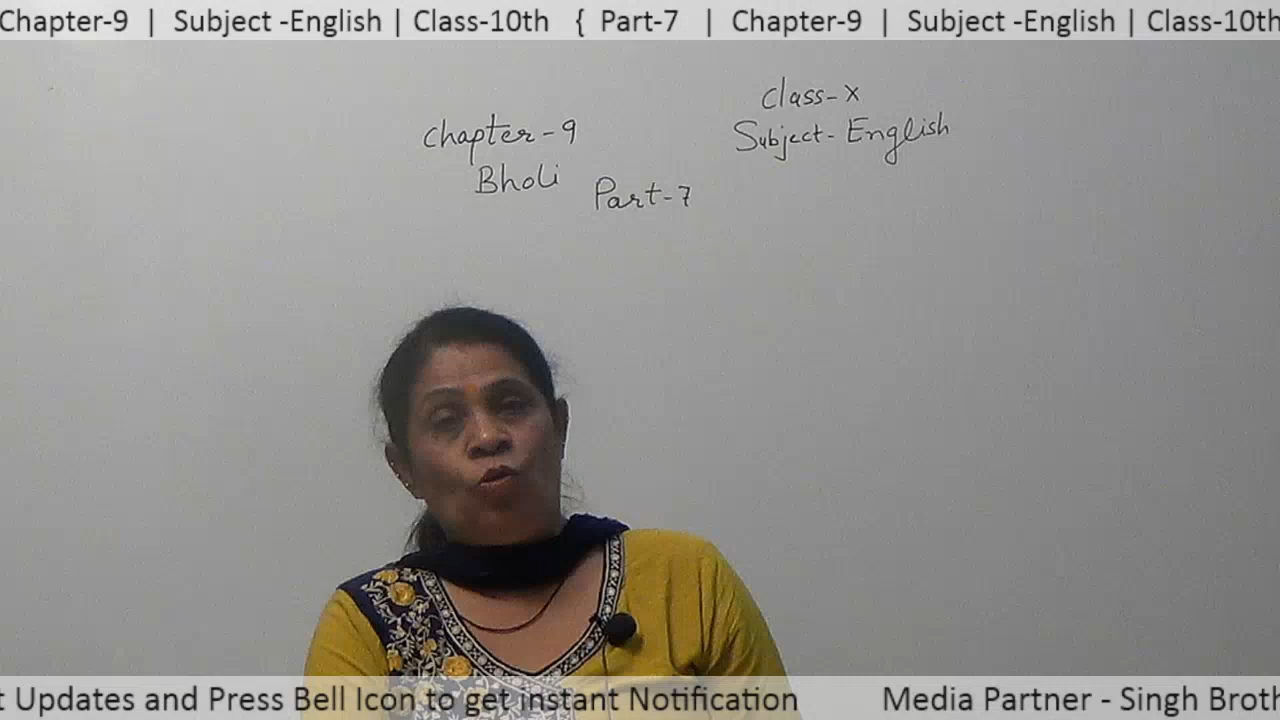 Chapter-9 | Subject -English | Class-10th { Part-7 | Chapter-9 | Subject -English | Class-10th
Class-X
Subject- English
Chapter-9
Bholi
Part-7
t Updates and Press Bell Icon to get instant Notification Media Partner - Singh Broth